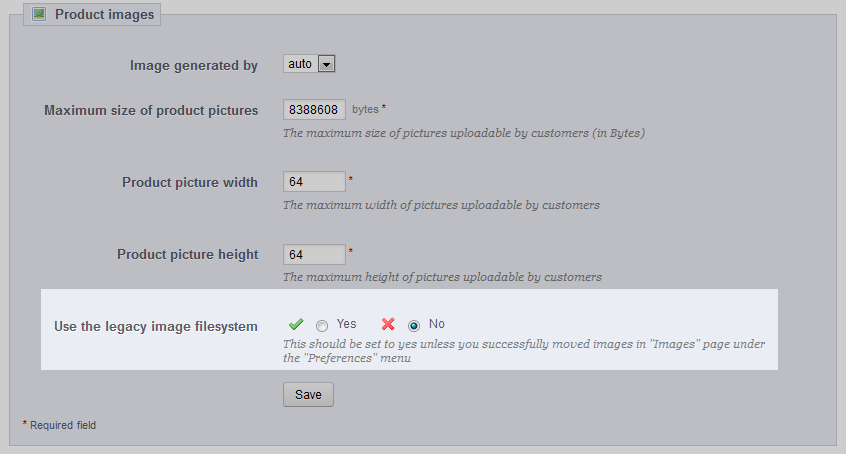 Product images
Image generated by auto
Maximum size of product pictures 8388608 bytes *
The maximum size of pictures uploadable by customers (in Bytes)
Product picture width 64 *
The maximum width of pictures uploadable by customers
Product picture height 64 *
The maximum height of pictures uploadable by customers
Use the legacy image filesystem Yes No
This should be set to yes unless you successfully moved images in "Images" page under
the "Preferences" menu
Save
* Required field